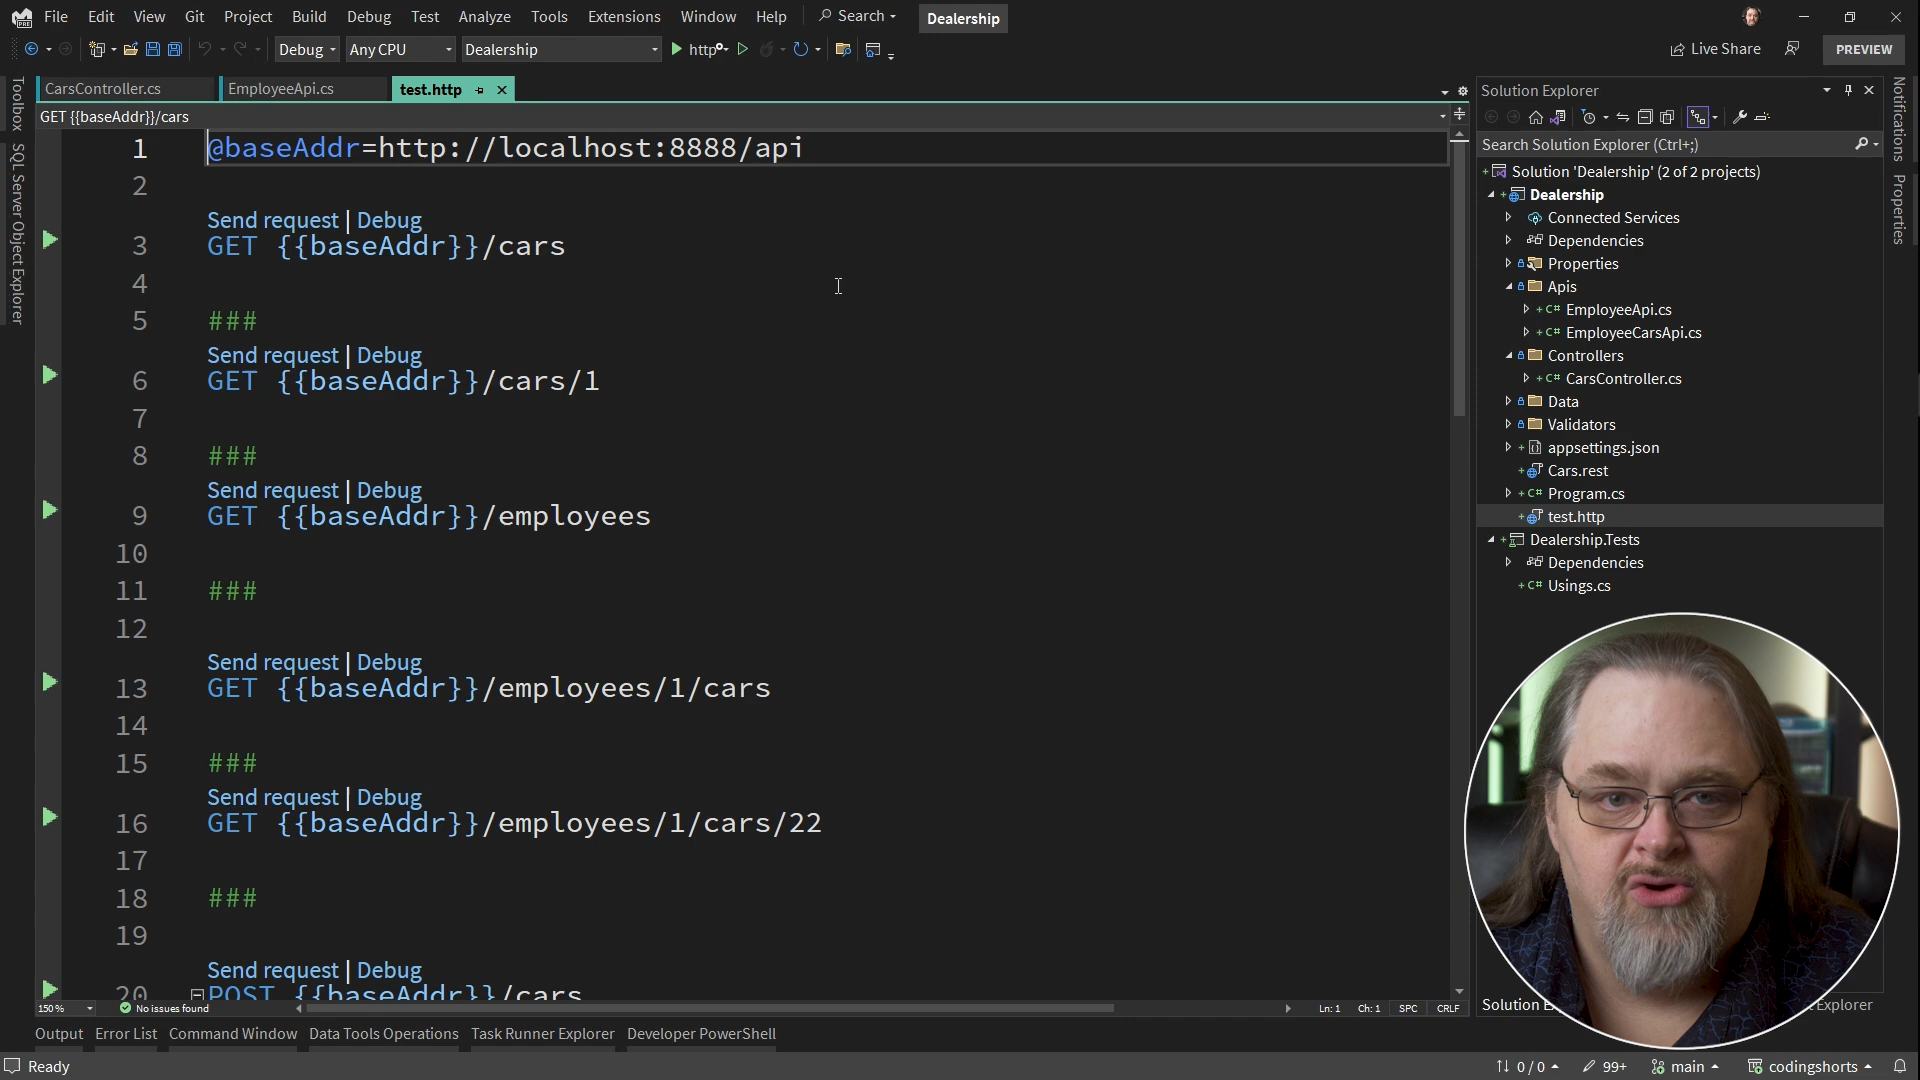 File Edit View Git Project Build Debug Test Analyze Tools Extensions Window Help Search Dealership
Debug Any CPU Dealership http Live Share PREVIEW
CarsController.cs EmployeeApi.cs test.http
GET {{baseAddr}}/cars
1 @baseAddr=http://localhost:8888/api
2
Send request | Debug
3 GET {{baseAddr}}/cars
4
5 ###
Send request | Debug
6 GET {{baseAddr}}/cars/1
7
8 ###
Send request | Debug
9 GET {{baseAddr}}/employees
10
11 ###
12
Send request | Debug
13 GET {{baseAddr}}/employees/1/cars
14
15 ###
Send request | Debug
16 GET {{baseAddr}}/employees/1/cars/22
17
18 ###
19
Send request | Debug
20 POST {{baseAddr}}/cars
150 % No issues found Ln: 1 Ch: 1 SPC CRLF
Output Error List Command Window Data Tools Operations Task Runner Explorer Developer PowerShell
Ready 0 / 0 99+ main codingshorts
Toolbox
SQL Server Object Explorer
Solution Explorer
Search Solution Explorer (Ctrl+;)
Solution 'Dealership' (2 of 2 projects)
Dealership
Connected Services
Dependencies
Properties
Apis
C# EmployeeApi.cs
C# EmployeeCarsApi.cs
Controllers
C# CarsController.cs
Data
Validators
appsettings.json
Cars.rest
C# Program.cs
test.http
Dealership.Tests
Dependencies
C# Usings.cs
Solution E
Explorer
Notifications
Properties